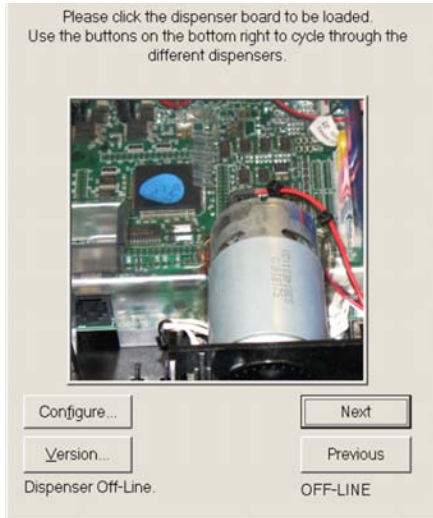 Please click the dispenser board to be loaded.
Use the buttons on the bottom right to cycle through the
different dispensers.
Configure...
Next
Version...
Previous
Dispenser Off-Line.
OFF-LINE